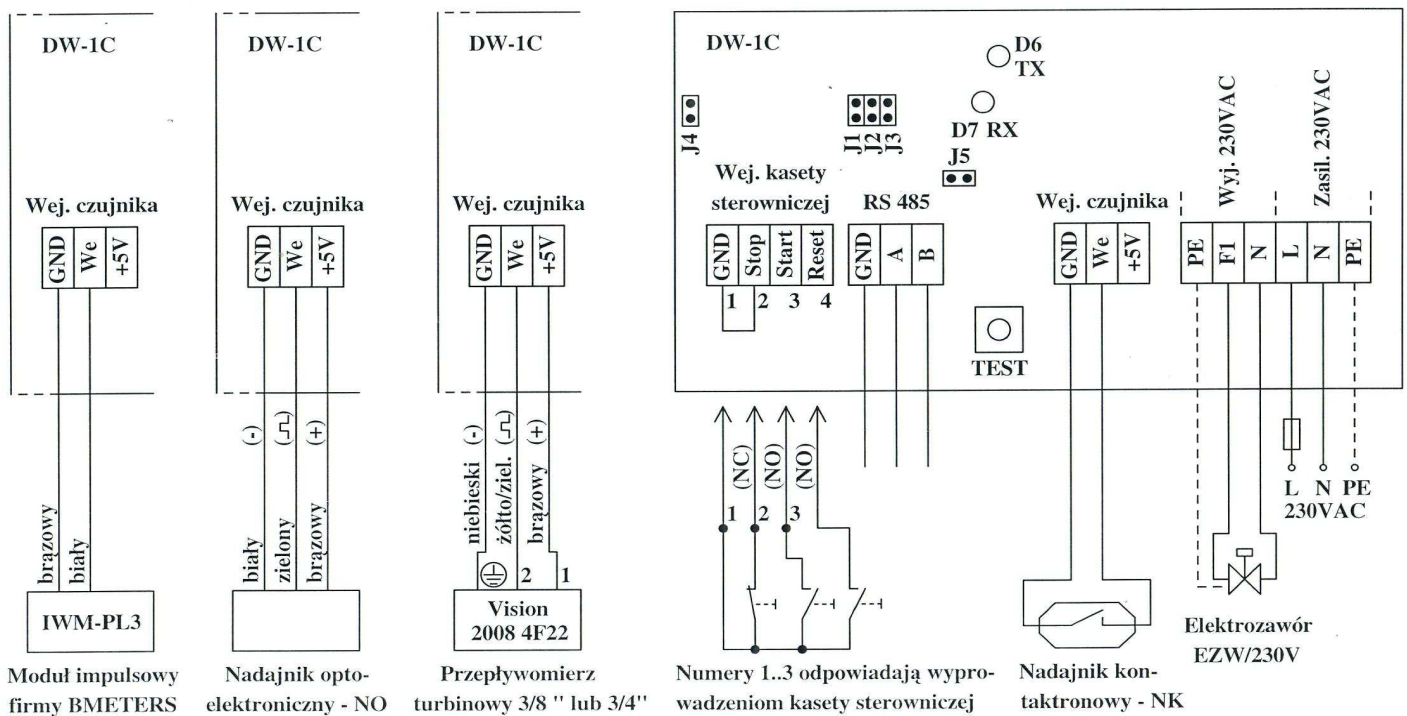 DW-1C
Wej. czujnika
GND
We
+5V
brązowy
biały
IWM-PL3
Moduł impulsowy
firmy BMETERS
DW-1C
Wej. czujnika
GND
We
+5V
(-)
(+)
biały
zielony
brązowy
Nadajnik opto-
elektroniczny - NO
DW-1C
Wej. czujnika
GND
We
+5V
niebieski (-)
żółto/ziel.
brązowy (+)
2
1
Vision
2008 4F22
Przepływomierz
turbinowy 3/8 " lub 3/4"
DW-1C
D6
TX
D7 RX
J4
J1
J2
J3
J5
Wej. kasety
sterowniczej
GND
Stop
Start
Reset
1 2 3 4
RS 485
GND
A
B
TEST
Wej. czujnika
GND
We
+5V
Wyj. 230VAC
Zasil. 230VAC
PE
F1
N
L
N
PE
(NC)
(NO)
(NO)
1 2 3
Numery 1..3 odpowiadają wypro-
wadzeniom kasety sterowniczej
Nadajnik kon-
taktronowy - NK
L N PE
230VAC
Elektrozawór
EZW/230V